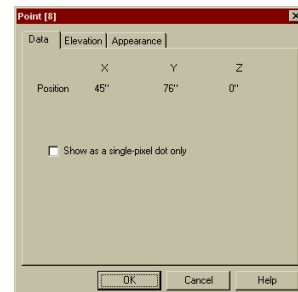 Point [8]
Data Elevation Appearance
X Y Z
Position 45" 76" 0"
Show as a single-pixel dot only
OK Cancel Help